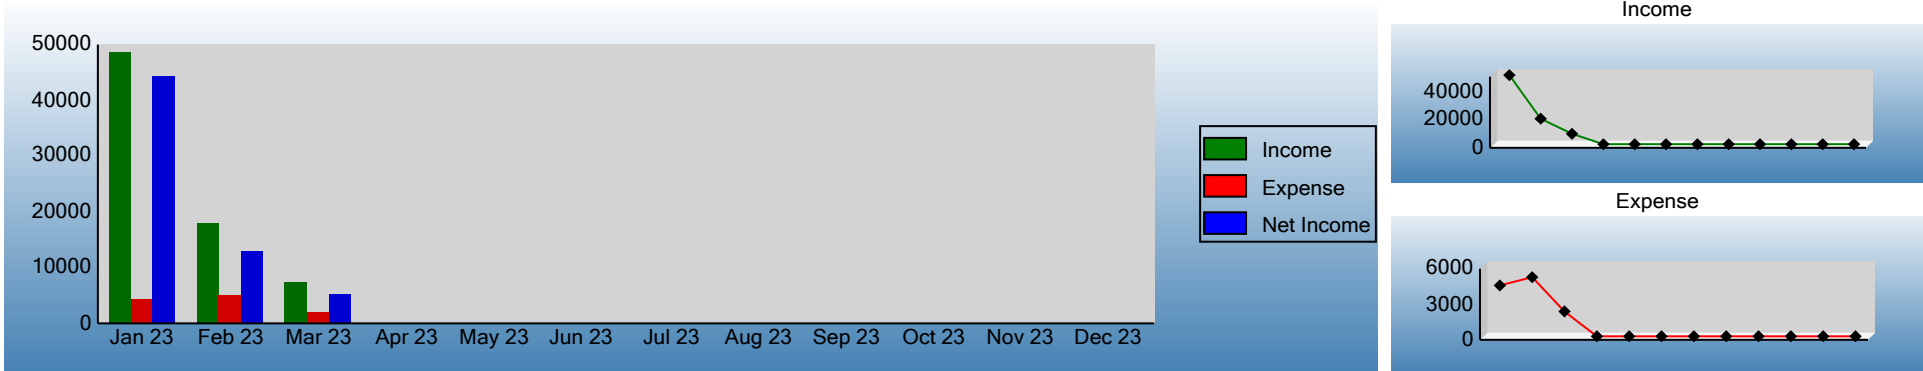 50000
40000
30000
20000
10000
0
Jan 23 Feb 23 Mar 23 Apr 23 May 23 Jun 23 Jul 23 Aug 23 Sep 23 Oct 23 Nov 23 Dec 23
Income
Expense
Net Income
Income
40000
20000
0
Expense
6000
3000
0